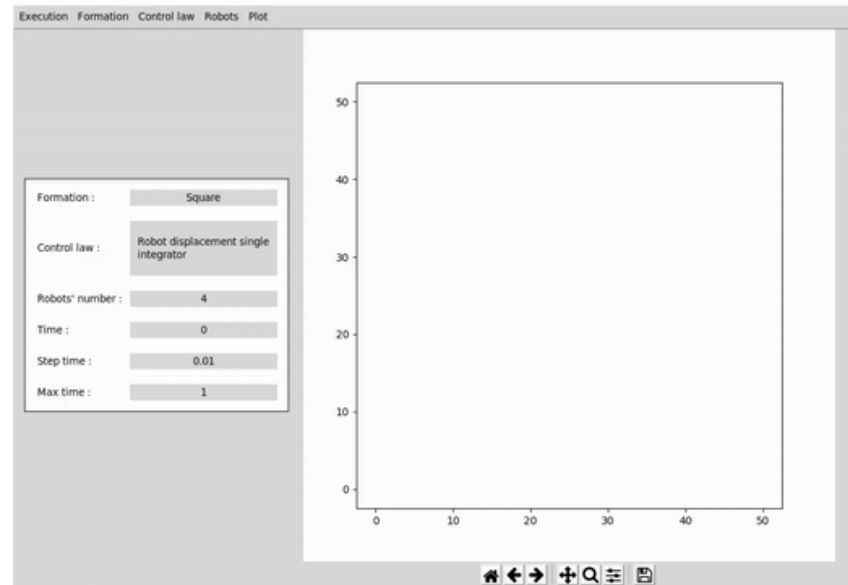 Execution Formation Control law Robots Plot
Formation : Square
Control law : Robot displacement single
integrator
Robots' number : 4
Time : 0
Step time : 0.01
Max time : 1
50
40
30
20
10
0
0 10 20 30 40 50